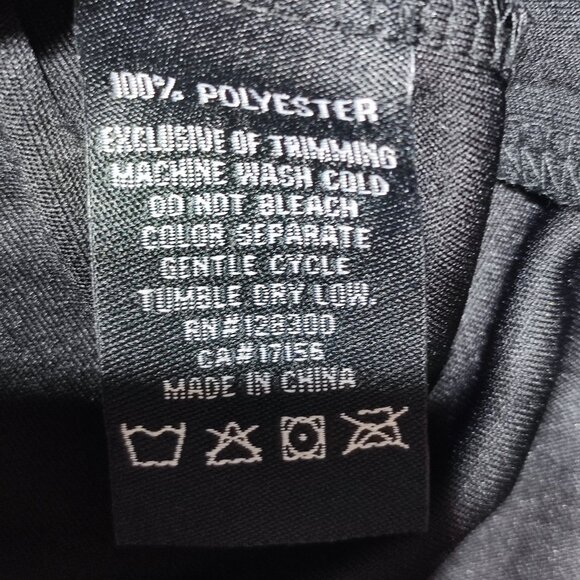 100% POLYESTER
EXCLUSIVE OF TRIMMING
MACHINE WASH COLD
DO NOT BLEACH
COLOR SEPARATE
GENTLE CYCLE
TUMBLE DRY LOW.
RN#128300
CA#17156
MADE IN CHINA